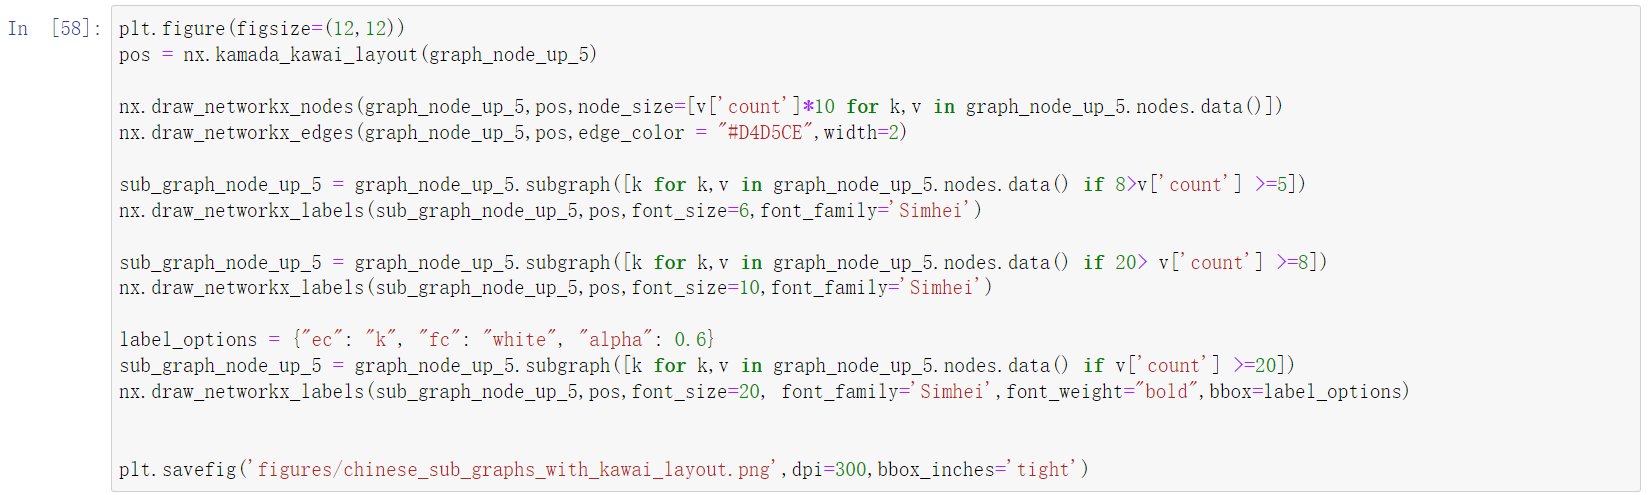 In [58]: plt.figure(figsize=(12,12))
pos = nx.kamada_kawai_layout(graph_node_up_5)
nx.draw_networkx_nodes(graph_node_up_5,pos,node_size=[v['count']*10 for k,v in graph_node_up_5.nodes.data()])
nx.draw_networkx_edges(graph_node_up_5,pos,edge_color = "#D4D5CE",width=2)
sub_graph_node_up_5 = graph_node_up_5.subgraph([k for k,v in graph_node_up_5.nodes.data() if 8>v['count'] >=5])
nx.draw_networkx_labels(sub_graph_node_up_5,pos,font_size=6,font_family='Simhei')
sub_graph_node_up_5 = graph_node_up_5.subgraph([k for k,v in graph_node_up_5.nodes.data() if 20> v['count'] >=8])
nx.draw_networkx_labels(sub_graph_node_up_5,pos,font_size=10,font_family='Simhei')
label_options = {"ec": "k", "fc": "white", "alpha": 0.6}
sub_graph_node_up_5 = graph_node_up_5.subgraph([k for k,v in graph_node_up_5.nodes.data() if v['count'] >=20])
nx.draw_networkx_labels(sub_graph_node_up_5,pos,font_size=20, font_family='Simhei',font_weight="bold",bbox=label_options)
plt.savefig('figures/chinese_sub_graphs_with_kawai_layout.png',dpi=300,bbox_inches='tight')